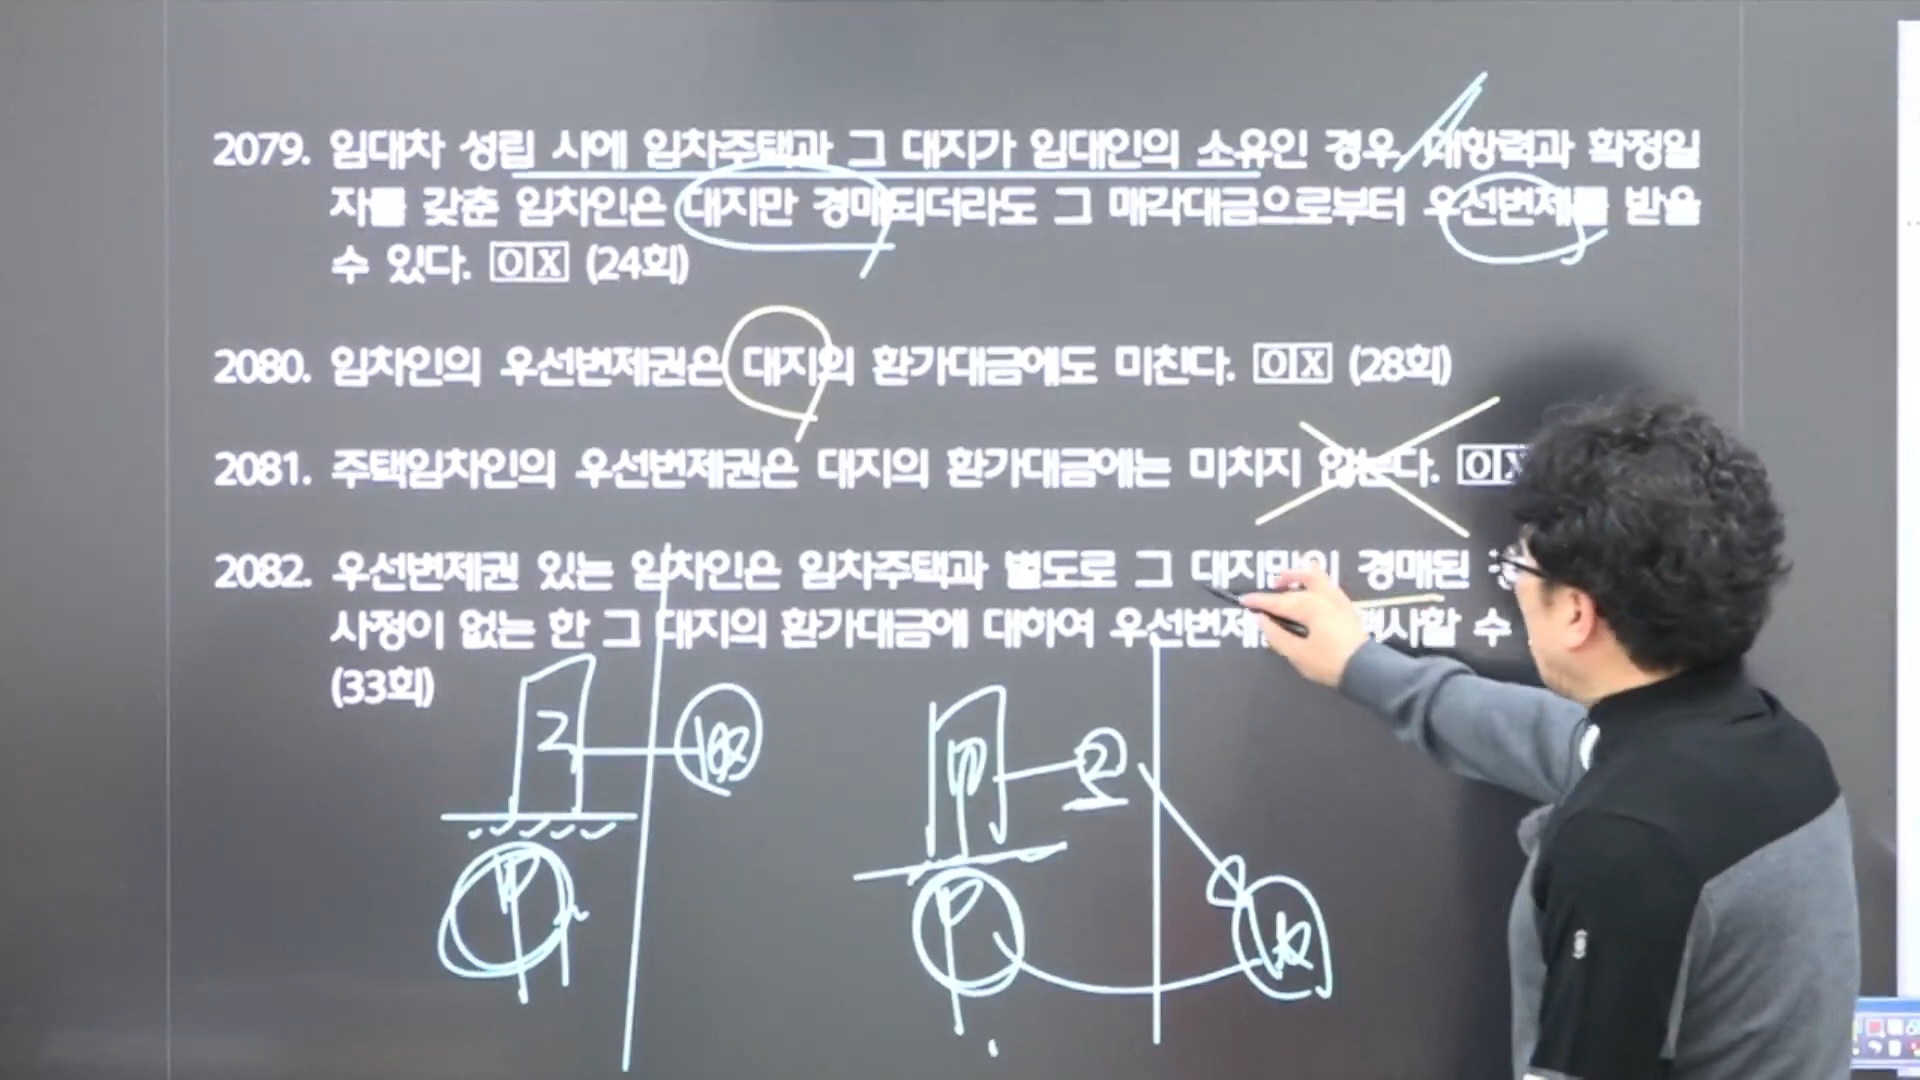 2079. 임대차 성립 시에 임차주택과 그 대지가 임대인의 소유인 경우, 대항력과 확정일
자를 갖춘 임차인은 대지만 경매되더라도 그 매각대금으로부터 우선변제를 받을
수 있다. O X (24회)
2080. 임차인의 우선변제권은 대지의 환가대금에도 미친다. O X (28회)
2081. 주택임차인의 우선변제권은 대지의 환가대금에는 미치지 않는다. O X
2082. 우선변제권 있는 임차인은 임차주택과 별도로 그 대지만이 경매된
사정이 없는 한 그 대지의 환가대금에 대하여 수
(33회)